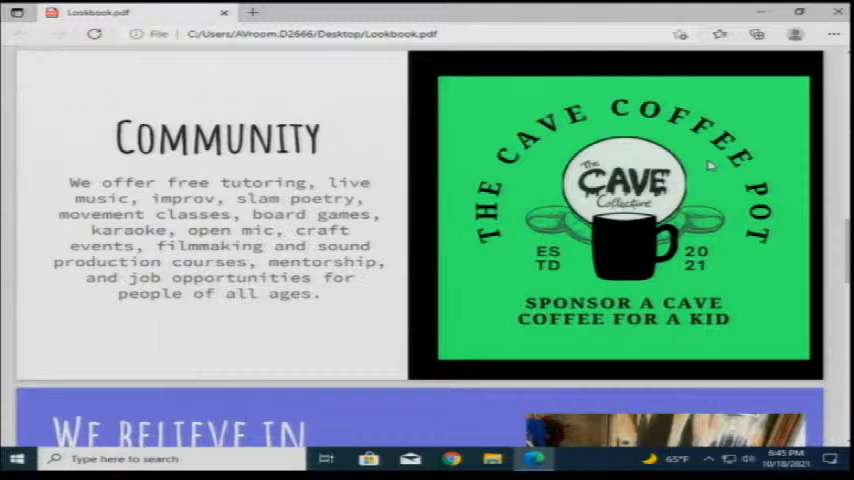 Lookbook.pdf
File
C:/Users/AVroom.D2666/Desktop/Lookbook.pdf
COMMUNITY
We offer free tutoring, live
music, improv, slam poetry,
movement classes, board games,
karaoke, open mic, craft
events, filmmaking and sound
production courses, mentorship,
and job opportunities for
people of all ages.
THE CAVE COFFEE POT
The
CAVE
Collective
ES
TD
20
21
SPONSOR A CAVE
COFFEE FOR A KID
WE BELIEVE IN
Type here to search
65°F
6:45 PM
10/18/2021